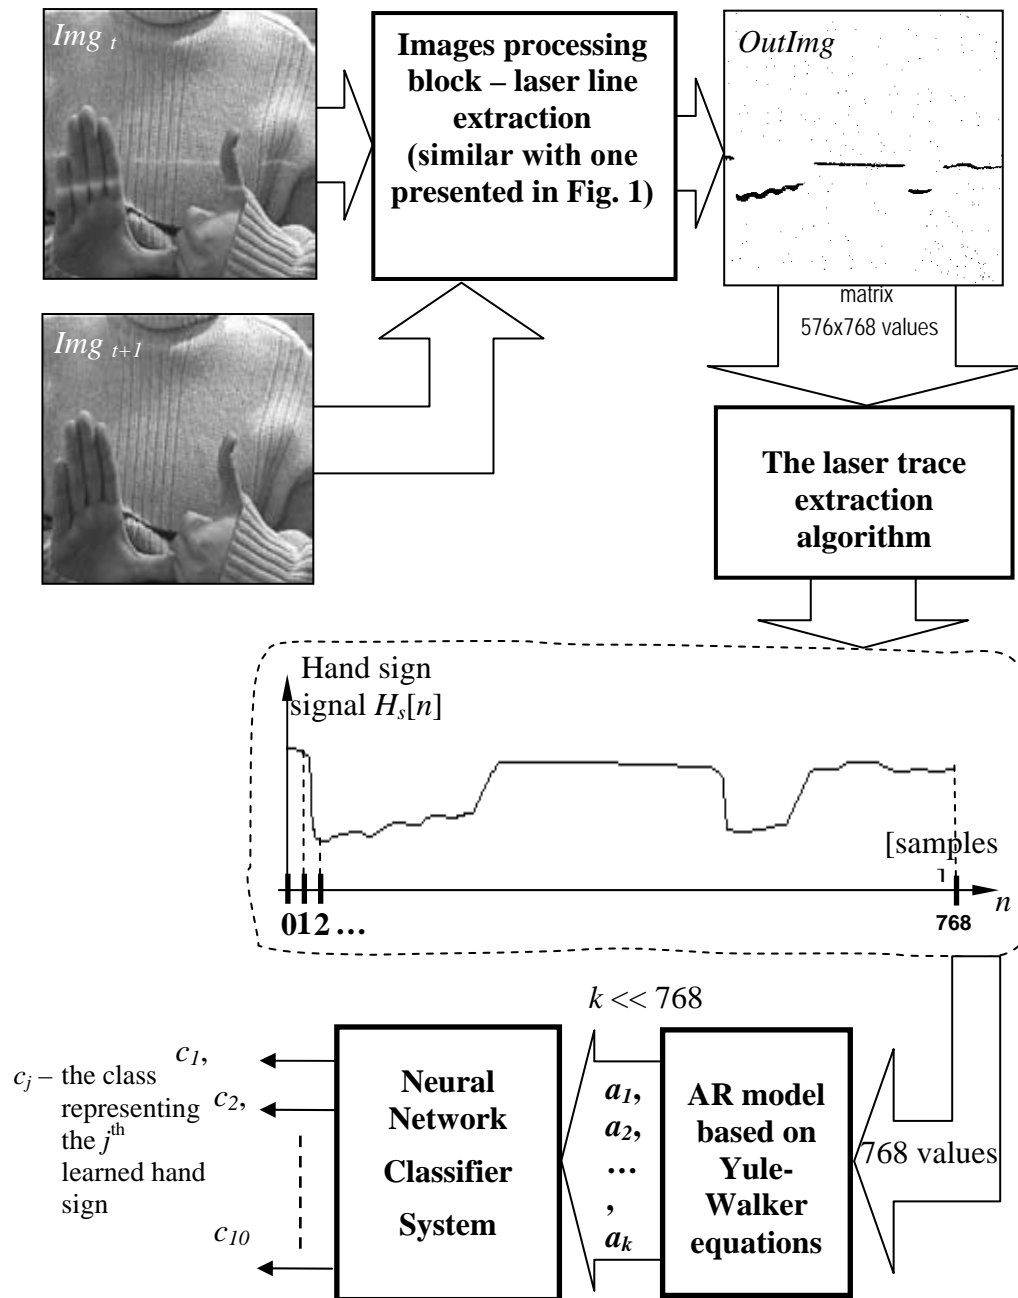 Img t
Images processing
block – laser line
extraction
(similar with one
presented in Fig. 1)
OutImg
matrix
576x768 values
Img t+1
The laser trace
extraction
algorithm
Hand sign
signal Hs[n]
[samples
]
0 1 2 ...
768
n
k << 768
c1,
cj – the class
representing
the jth
learned hand
sign
c2,
c10
Neural
Network
Classifier
System
a1,
a2,
...
,
ak
AR model
based on
Yule-
Walker
equations
768 values